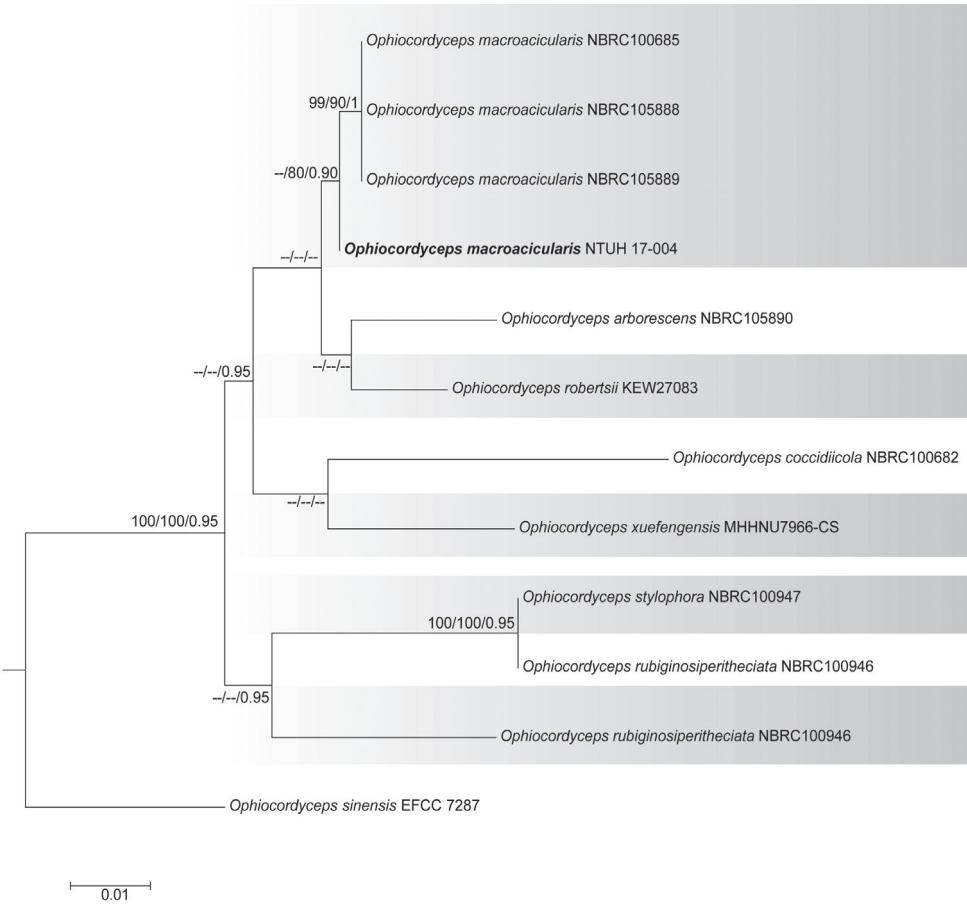 Ophiocordyceps macroacicularis NBRC100685
99/90/1
Ophiocordyceps macroacicularis NBRC105888
--/80/0.90
Ophiocordyceps macroacicularis NBRC105889
Ophiocordyceps macroacicularis NTUH 17-004
--/--/--
Ophiocordyceps arborescens NBRC105890
--/--/--
--/--/0.95
Ophiocordyceps robertsii KEW27083
Ophiocordyceps coccidiicola NBRC100682
--/--/--
100/100/0.95
Ophiocordyceps xuefengensis MHHNU7966-CS
Ophiocordyceps stylophora NBRC100947
100/100/0.95
Ophiocordyceps rubiginosiperitheciata NBRC100946
--/--/0.95
Ophiocordyceps rubiginosiperitheciata NBRC100946
Ophiocordyceps sinensis EFCC 7287
0.01